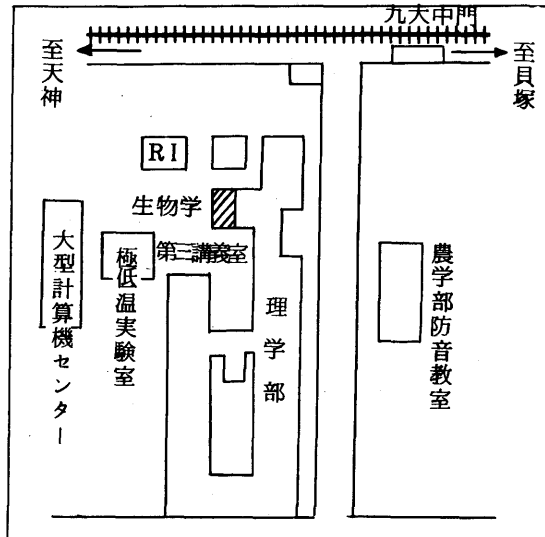 九大中門
至天神
至貝塚
RI
生物学
第三講義室
大型計算機センター
極低温実験室
理学部
農学部防音教室